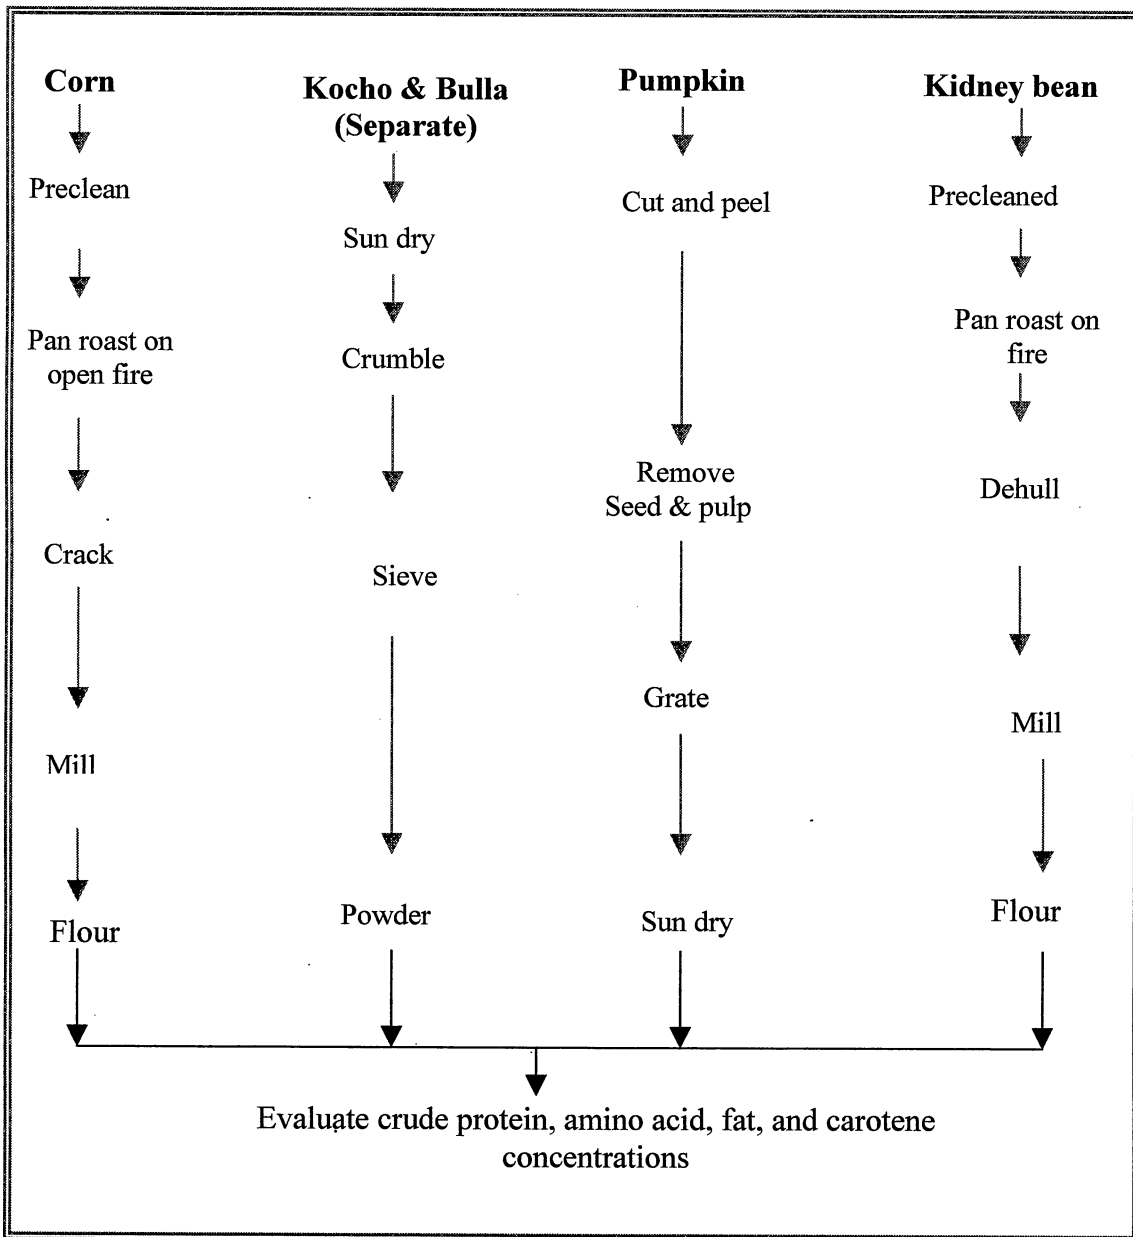 Corn
Preclean
Pan roast on
open fire
Crack
Mill
Flour
Kocho & Bulla
(Separate)
Sun dry
Crumble
Sieve
Powder
Pumpkin
Cut and peel
Remove
Seed & pulp
Grate
Sun dry
Kidney bean
Precleaned
Pan roast on
fire
Dehull
Mill
Flour
Evaluate crude protein, amino acid, fat, and carotene
concentrations